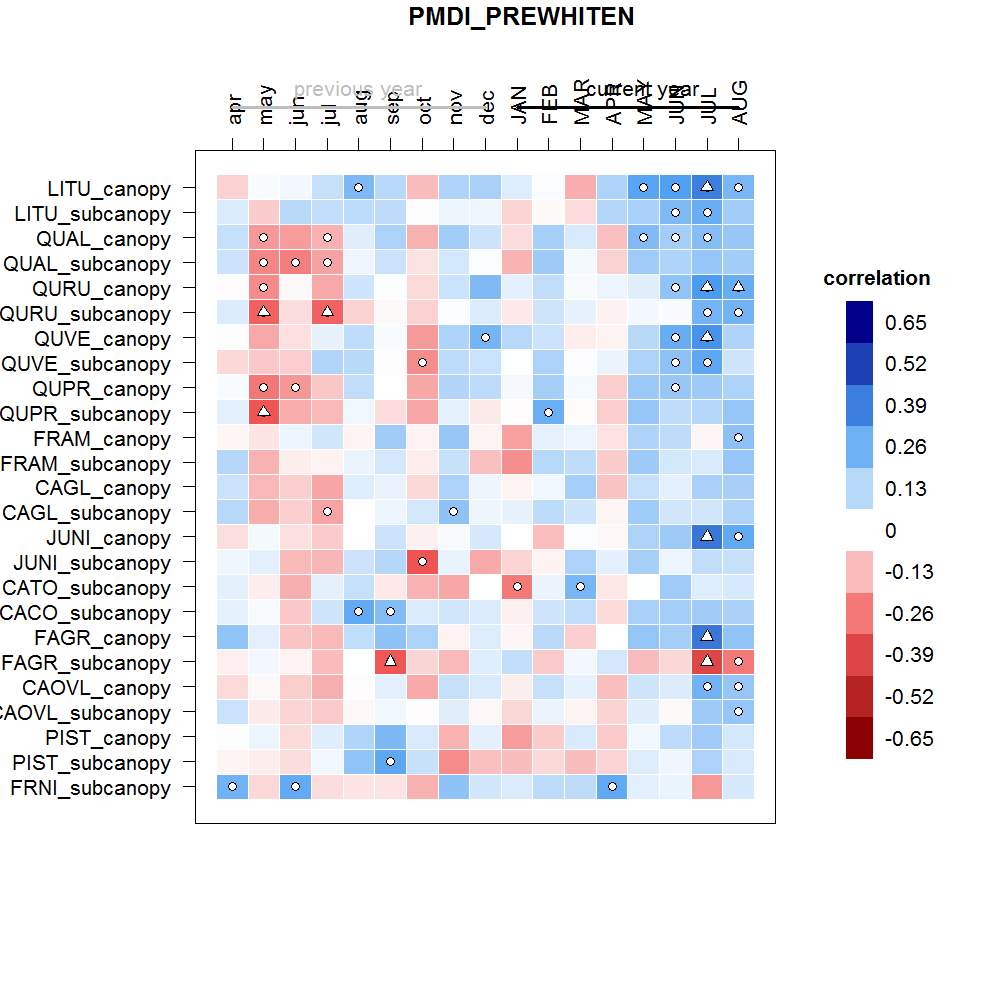 PMDI_PREWHITEN
previous year
current year
apr may jun jul aug sep oct nov dec JAN FEB MAR APR MAY JUN JUL AUG
LITU_canopy
LITU_subcanopy
QUAL_canopy
QUAL_subcanopy
QURU_canopy
QURU_subcanopy
QUVE_canopy
QUVE_subcanopy
QUPR_canopy
QUPR_subcanopy
FRAM_canopy
FRAM_subcanopy
CAGL_canopy
CAGL_subcanopy
JUNI_canopy
JUNI_subcanopy
CATO_subcanopy
CACO_subcanopy
FAGR_canopy
FAGR_subcanopy
CAOVL_canopy
CAOVL_subcanopy
PIST_canopy
PIST_subcanopy
FRNI_subcanopy
correlation
0.65
0.52
0.39
0.26
0.13
0
-0.13
-0.26
-0.39
-0.52
-0.65